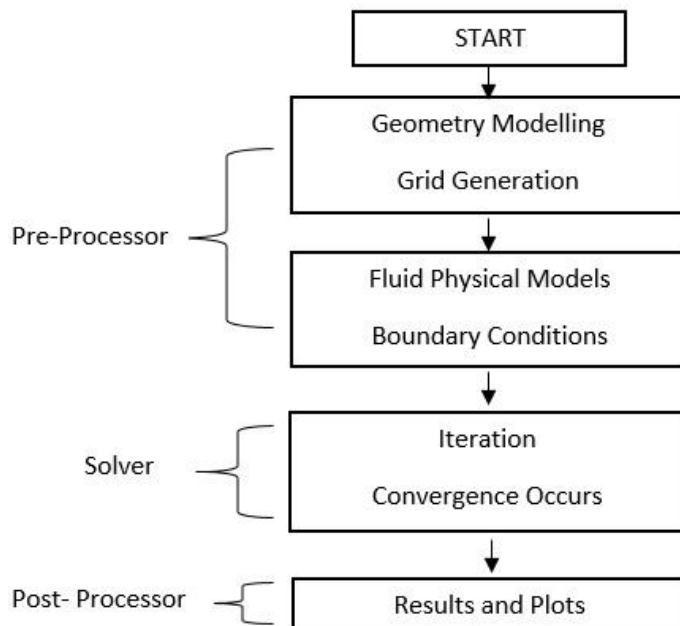 START
Geometry Modelling
Grid Generation
Pre-Processor
Fluid Physical Models
Boundary Conditions
Iteration
Solver
Convergence Occurs
Post- Processor
Results and Plots